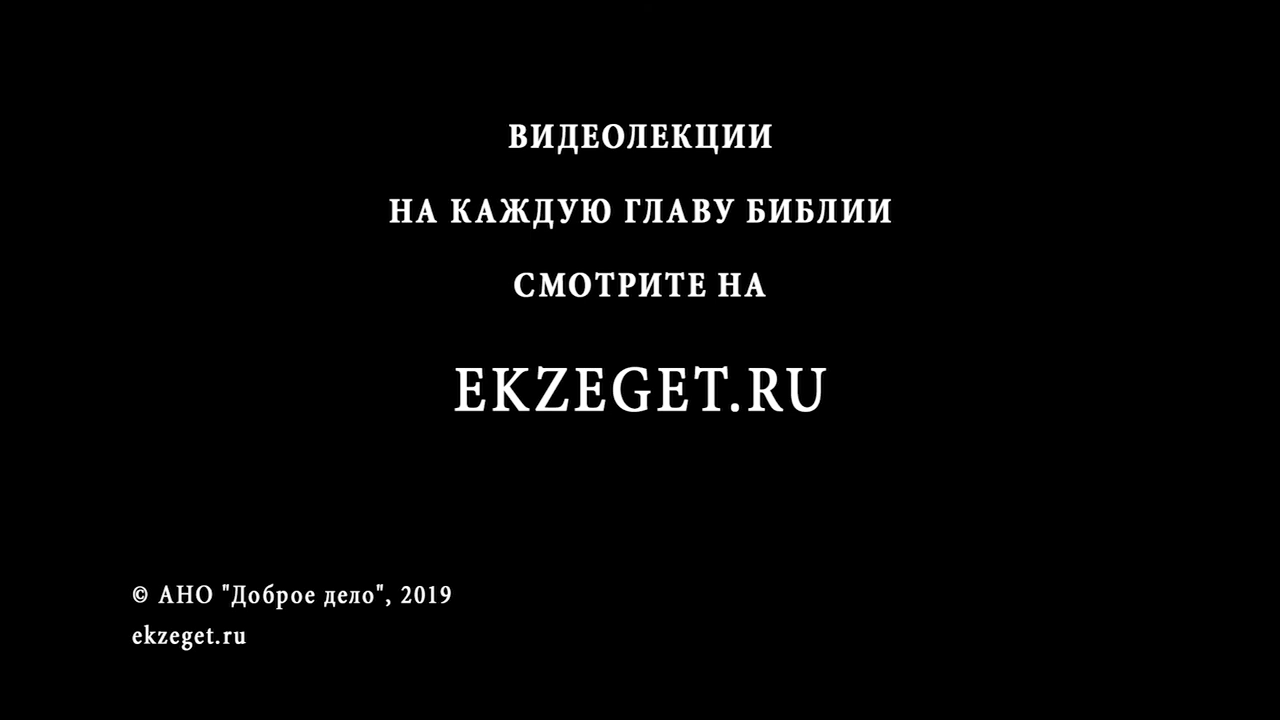 ВИДЕОЛЕКЦИИ
НА КАЖДУЮ ГЛАВУ БИБЛИИ
СМОТРИТЕ НА
EKZEGET.RU
© АНО "Доброе дело", 2019
ekzeget.ru